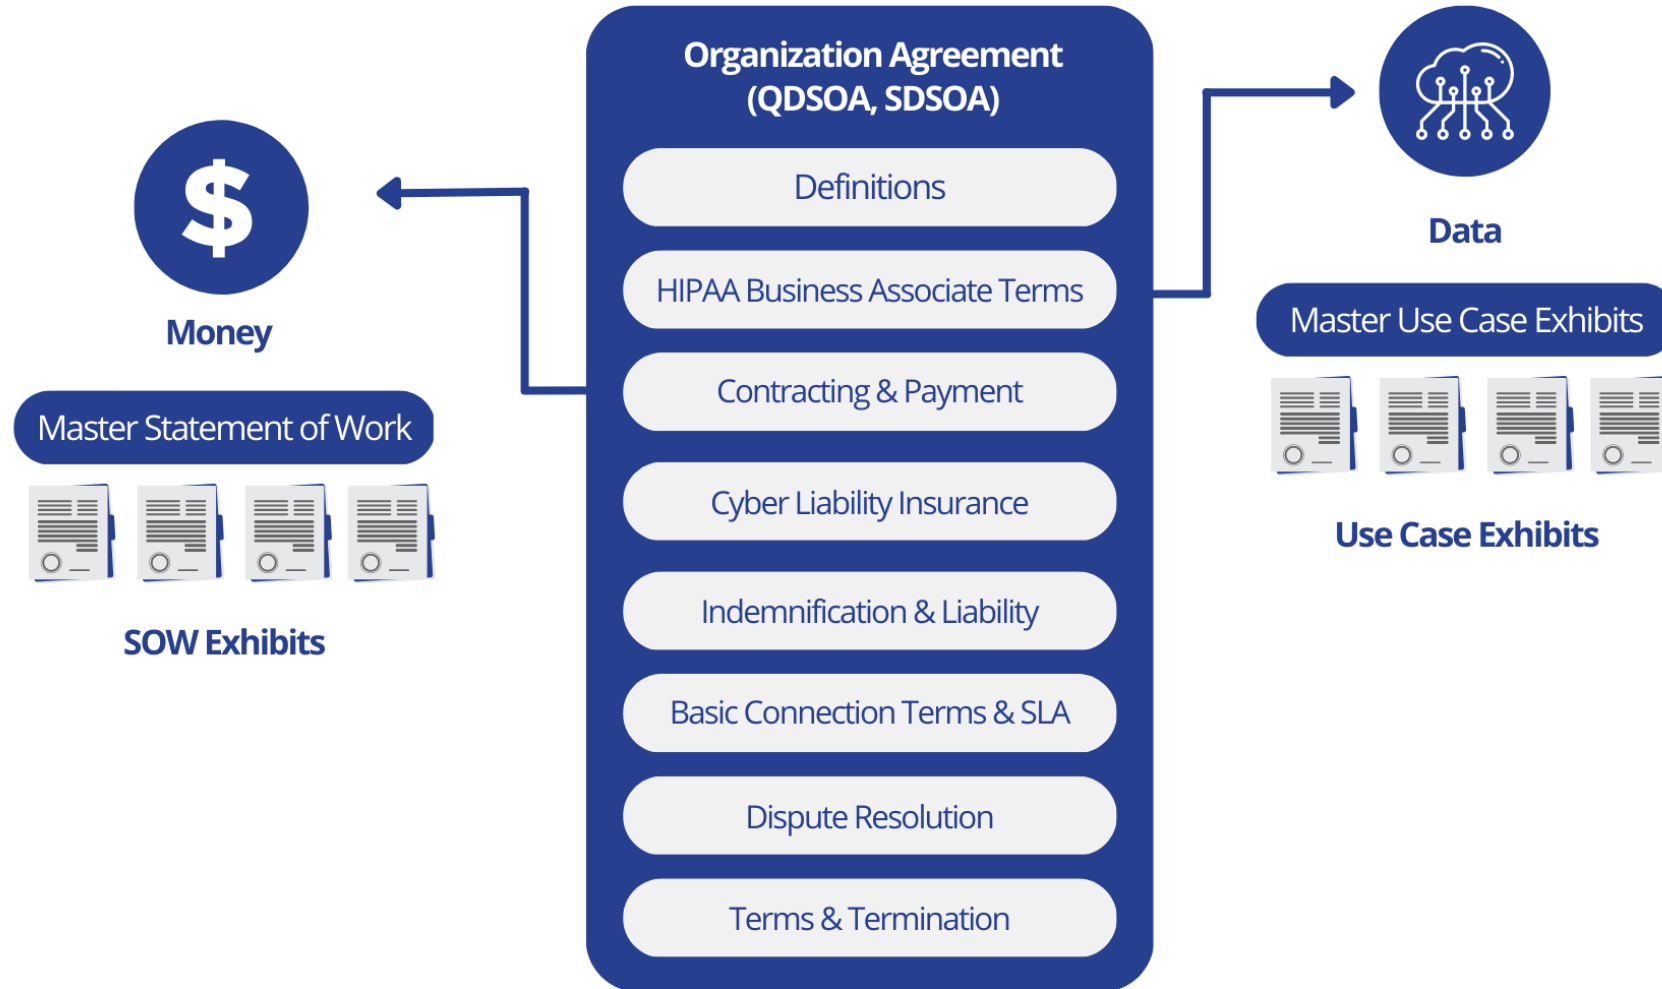 Organization Agreement
(QDSOA, SDSOA)
Definitions
HIPAA Business Associate Terms
Contracting & Payment
Cyber Liability Insurance
Indemnification & Liability
Basic Connection Terms & SLA
Dispute Resolution
Terms & Termination
$
Money
Master Statement of Work
SOW Exhibits
Data
Master Use Case Exhibits
Use Case Exhibits